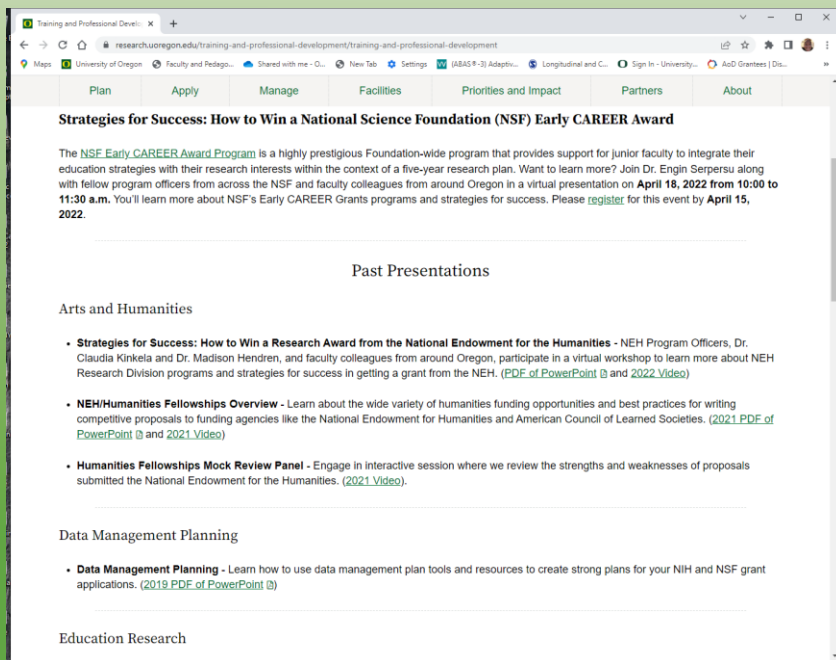 Training and Professional Develo
research.uoregon.edu/training-and-professional-development/training-and-professional-development
Maps University of Oregon Faculty and Pedago... Shared with me - O... New Tab Settings (ABAS®-3) Adaptiv... Longitudinal and C... Sign In - University... AoD Grantees | Dis... »
Plan Apply Manage Facilities Priorities and Impact Partners About
Strategies for Success: How to Win a National Science Foundation (NSF) Early CAREER Award
The NSF Early CAREER Award Program is a highly prestigious Foundation-wide program that provides support for junior faculty to integrate their
education strategies with their research interests within the context of a five-year research plan. Want to learn more? Join Dr. Engin Serpersu along
with fellow program officers from across the NSF and faculty colleagues from around Oregon in a virtual presentation on April 18, 2022 from 10:00 to
11:30 a.m. You'll learn more about NSF's Early CAREER Grants programs and strategies for success. Please register for this event by April 15,
2022.
Past Presentations
Arts and Humanities
• Strategies for Success: How to Win a Research Award from the National Endowment for the Humanities - NEH Program Officers, Dr.
Claudia Kinkela and Dr. Madison Hendren, and faculty colleagues from around Oregon, participate in a virtual workshop to learn more about NEH
Research Division programs and strategies for success in getting a grant from the NEH. (PDF of PowerPoint and 2022 Video)
• NEH/Humanities Fellowships Overview - Learn about the wide variety of humanities funding opportunities and best practices for writing
competitive proposals to funding agencies like the National Endowment for Humanities and American Council of Learned Societies. (2021 PDF of
PowerPoint and 2021 Video)
• Humanities Fellowships Mock Review Panel - Engage in interactive session where we review the strengths and weaknesses of proposals
submitted the National Endowment for the Humanities. (2021 Video).
Data Management Planning
• Data Management Planning - Learn how to use data management plan tools and resources to create strong plans for your NIH and NSF grant
applications. (2019 PDF of PowerPoint)
Education Research